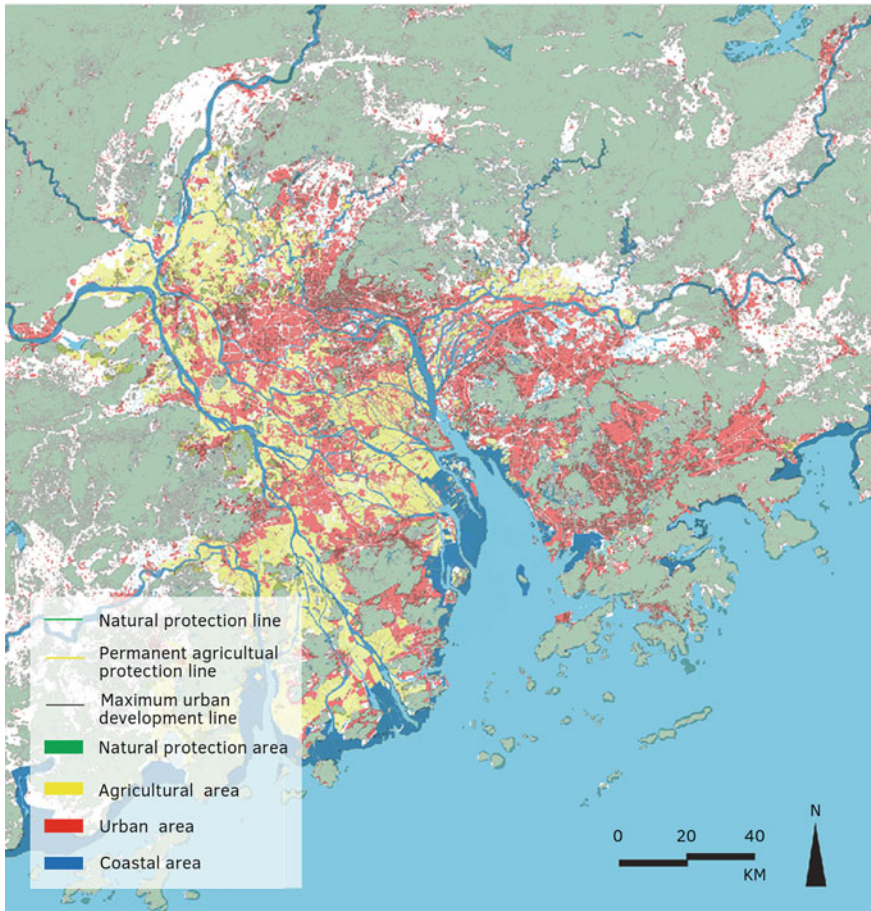 Natural protection line
Permanent agricultual
protection line
Maximum urban
development line
Natural protection area
Agricultural area
Urban area
Coastal area
N
0 20 40
KM